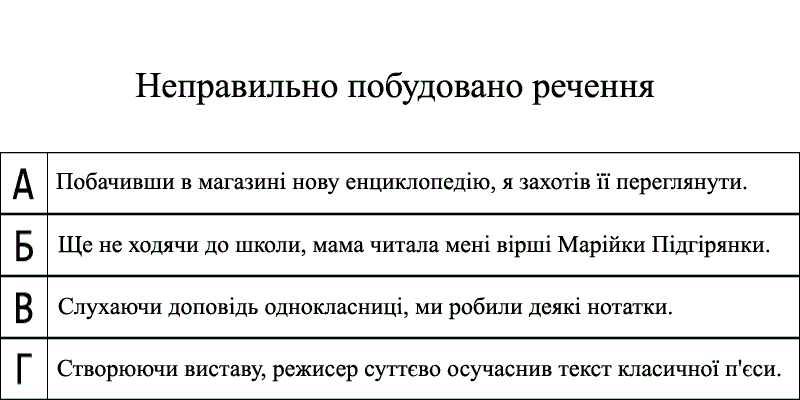 Неправильно побудовано речення
А Побачивши в магазині нову енциклопедію, я захотів її переглянути.
Б Ще не ходячи до школи, мама читала мені вірші Марійки Підгірянки.
В Слухаючи доповідь однокласниці, ми робили деякі нотатки.
Г Створюючи виставу, режисер суттєво осучаснив текст класичної п'єси.